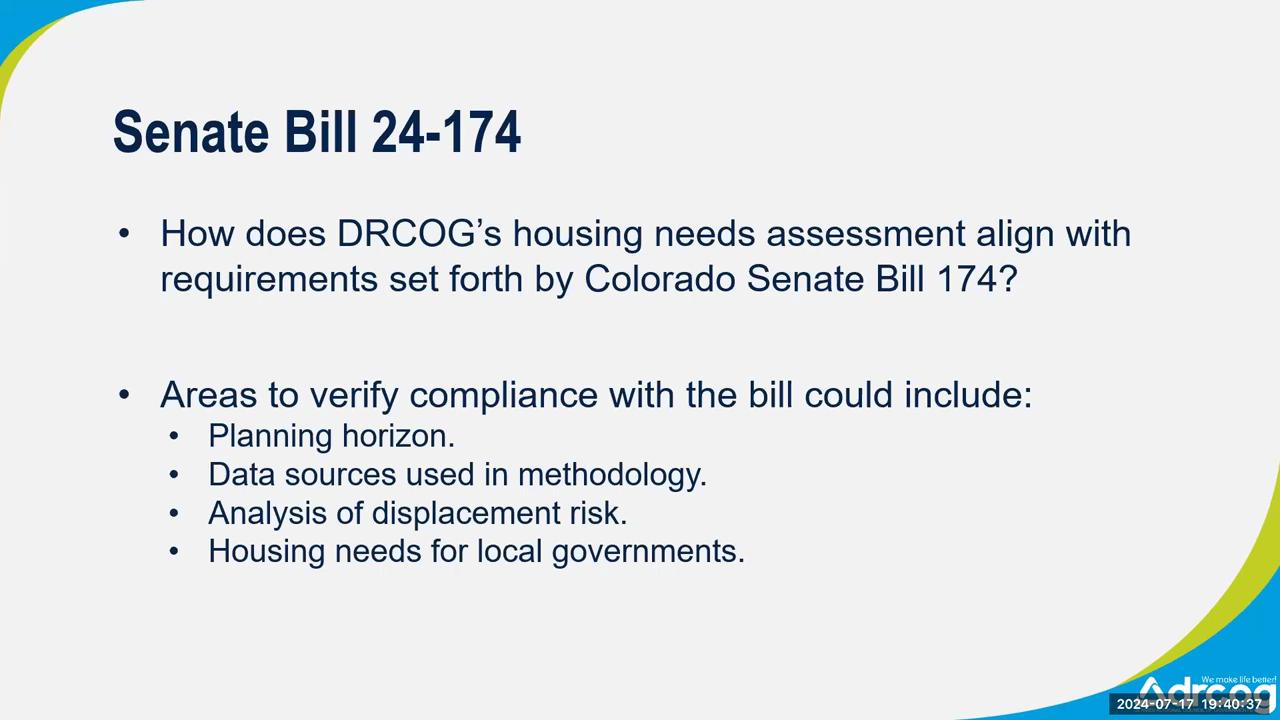 Senate Bill 24-174
• How does DRCOG’s housing needs assessment align with
requirements set forth by Colorado Senate Bill 174?
• Areas to verify compliance with the bill could include:
• Planning horizon.
• Data sources used in methodology.
• Analysis of displacement risk.
• Housing needs for local governments.
We make life better!
drcog
2024-07-17 19:40:37